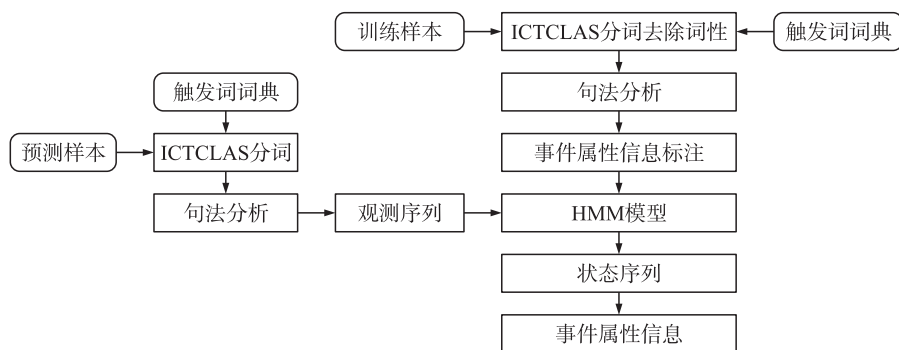 训练样本
ICTCLAS分词去除词性
触发词词典
句法分析
触发词词典
预测样本
ICTCLAS分词
事件属性信息标注
句法分析
观测序列
HMM模型
状态序列
事件属性信息